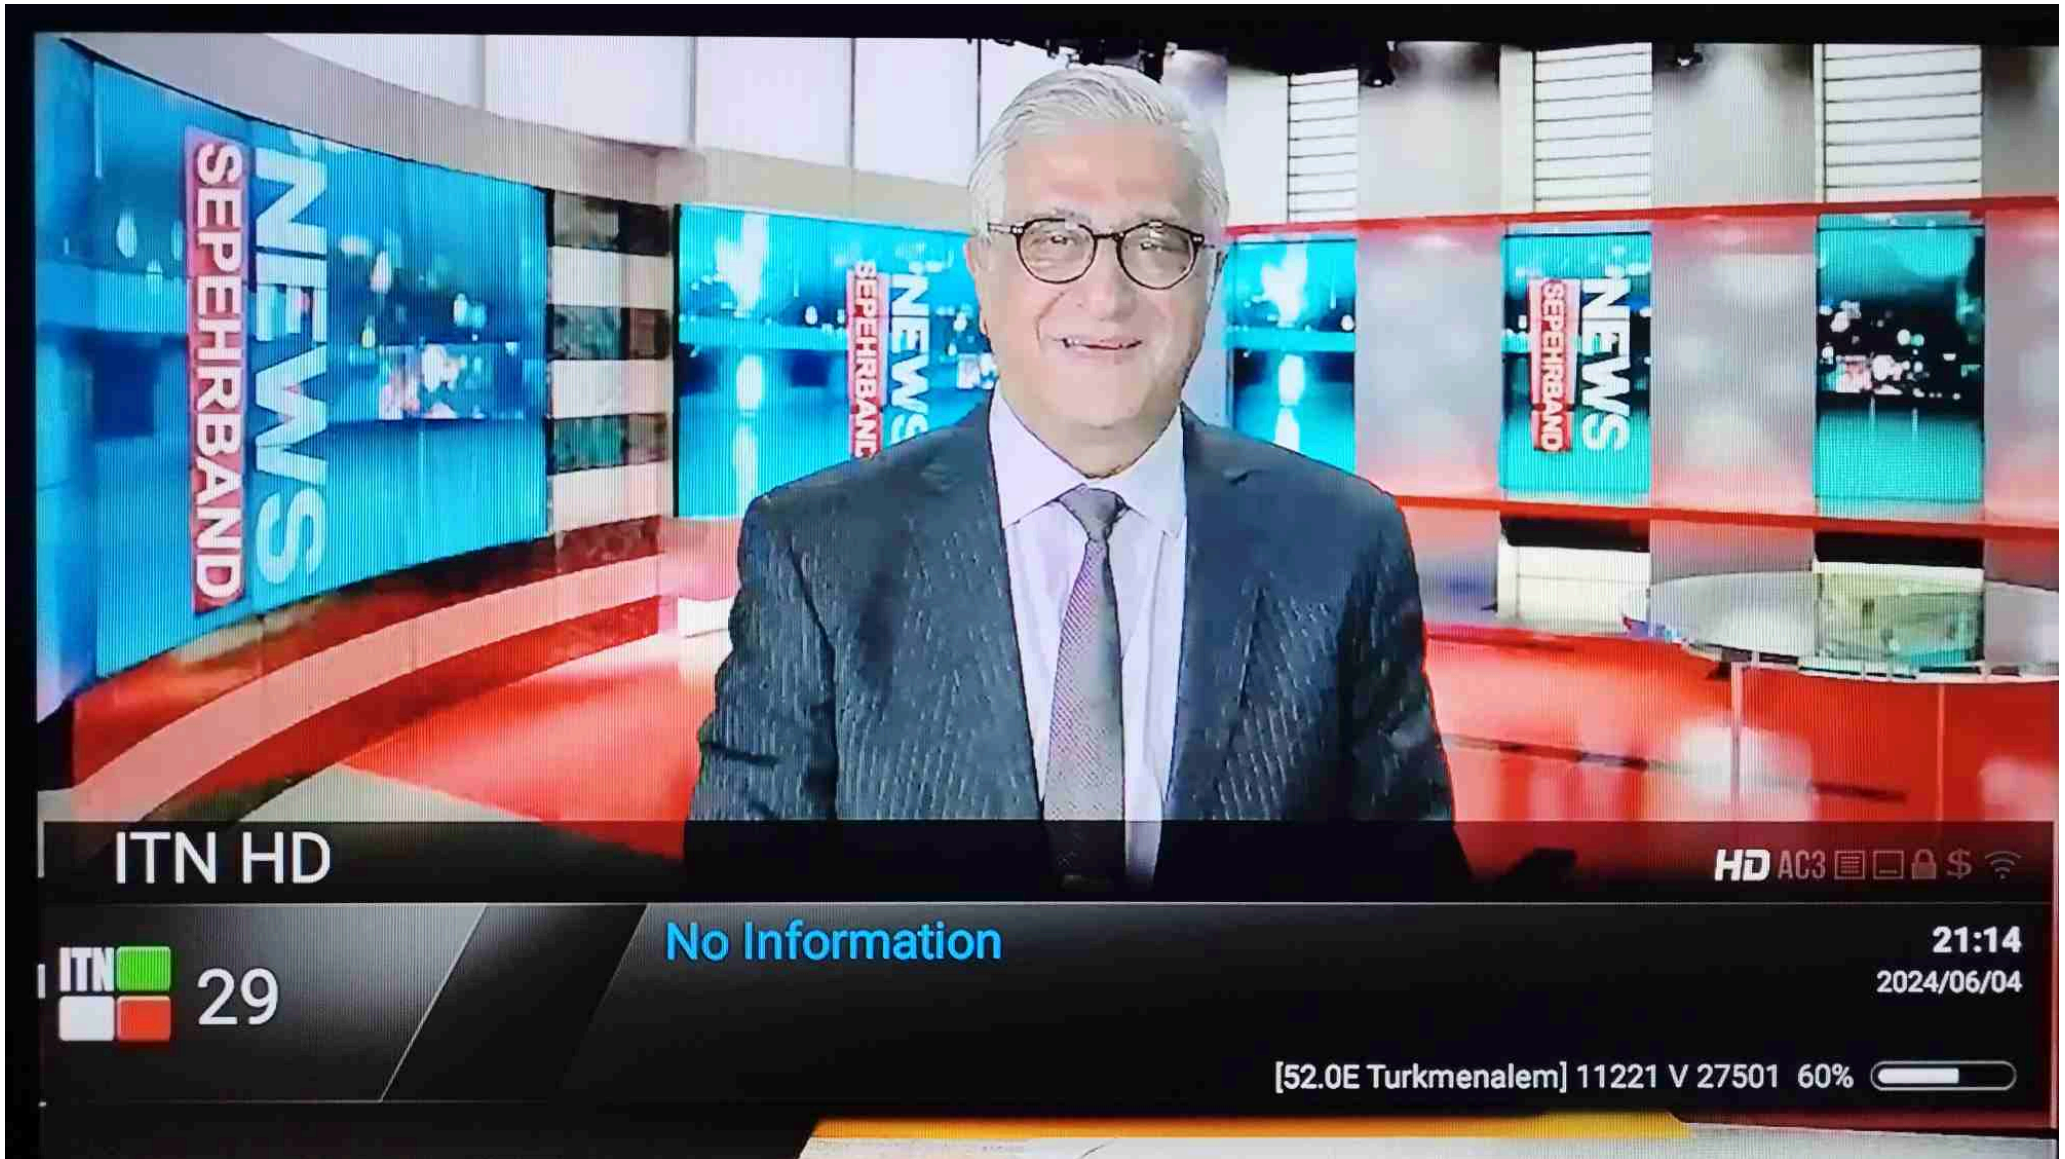 NEWS
SEPEHRBAND
NEWS
SEPEHRBAND
NEWS
SEPEHRBAND
ITN HD
HD AC3 $
ITN
29
No Information
21:14
2024/06/04
[52.0E Turkmenalem] 11221 V 27501 60%